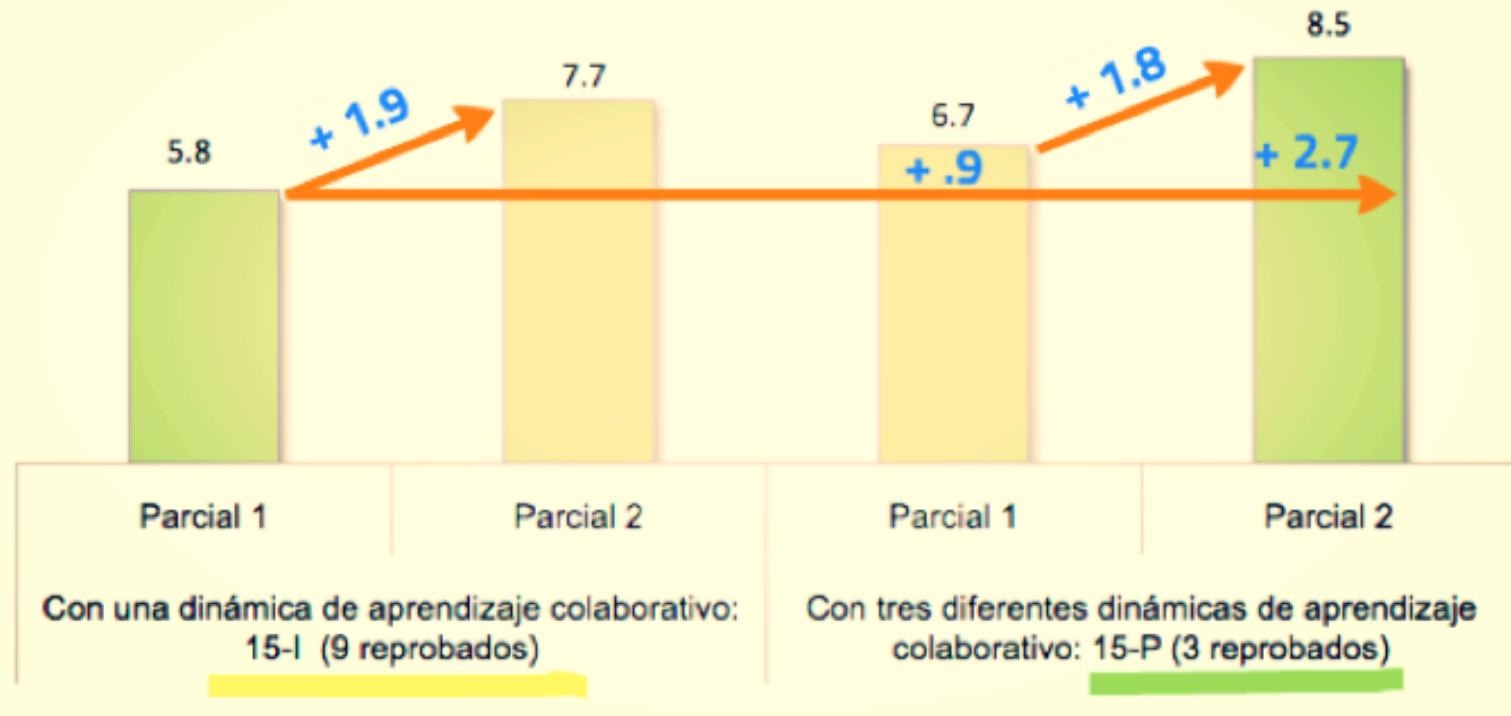 8.5
+ 1.8
7.7
+ 1.9
6.7
5.8
+ .9
+ 2.7
Parcial 1
Parcial 2
Parcial 1
Parcial 2
Con una dinámica de aprendizaje colaborativo:
15-I (9 reprobados)
Con tres diferentes dinámicas de aprendizaje
colaborativo: 15-P (3 reprobados)